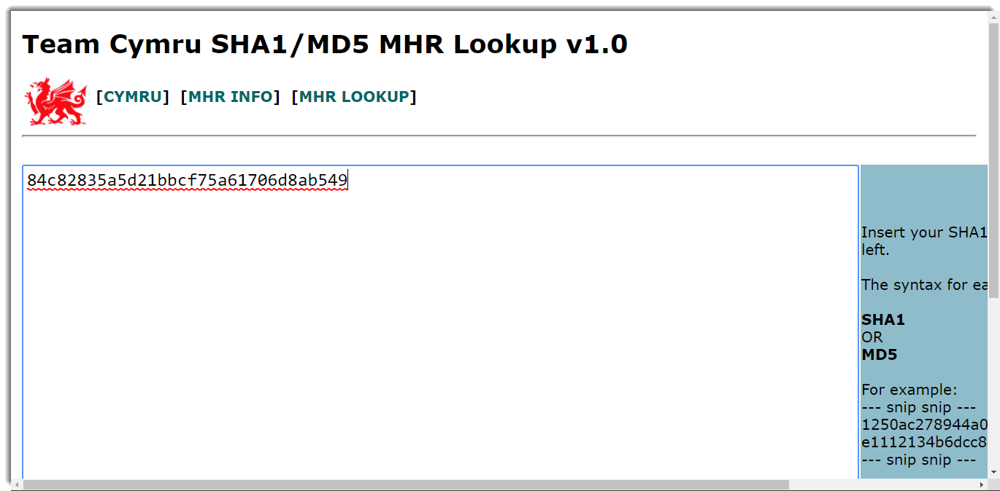 Team Cymru SHA1/MD5 MHR Lookup v1.0
[CYMRU] [MHR INFO] [MHR LOOKUP]
84c82835a5d21bbcf75a61706d8ab549
Insert your SHA1
left.
The syntax for ea
SHA1
OR
MD5
For example:
--- snip snip ---
1250ac278944a0
e1112134b6dcc8
--- snip snip ---